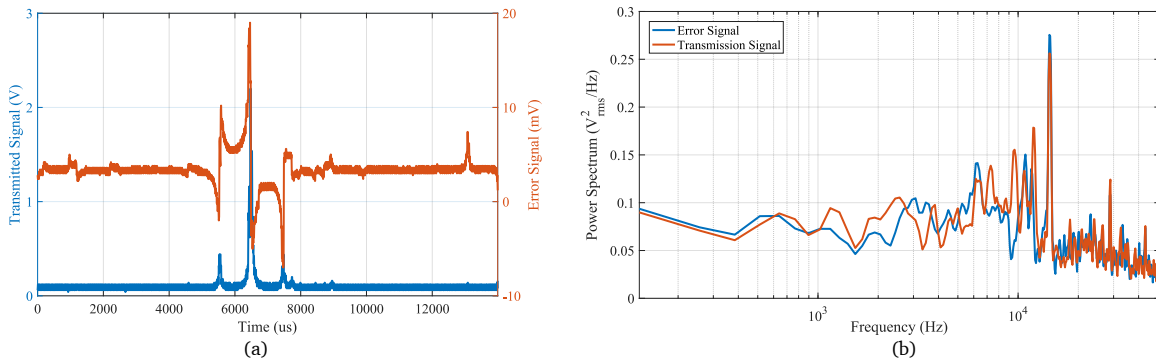 3
2
1
0
Transmitted Signal (V)
20
10
0
-10
Error Signal (mV)
0 2000 4000 6000 8000 10000 12000
Time (us)
(a)
0.3
0.25
0.2
0.15
0.1
0.05
0
Power Spectrum (V²rms/Hz)
Error Signal
Transmission Signal
10³ 10⁴
Frequency (Hz)
(b)